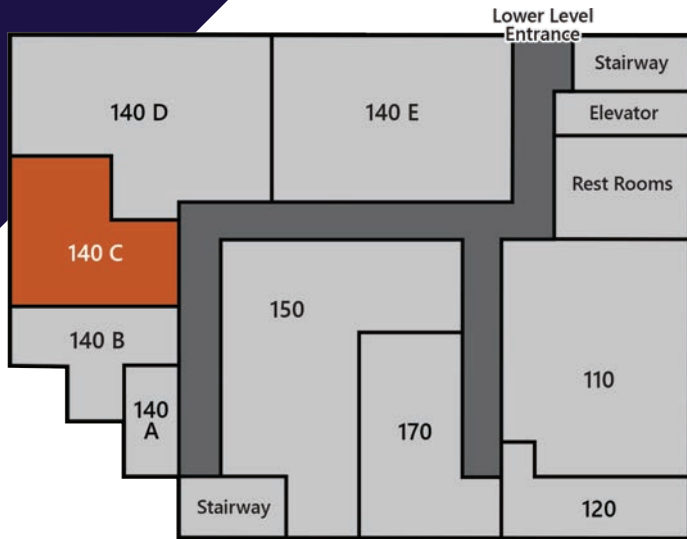 Lower Level
Entrance
Stairway
140 D
140 E
Elevator
Rest Rooms
140 C
150
140 B
110
140
A
170
Stairway
120